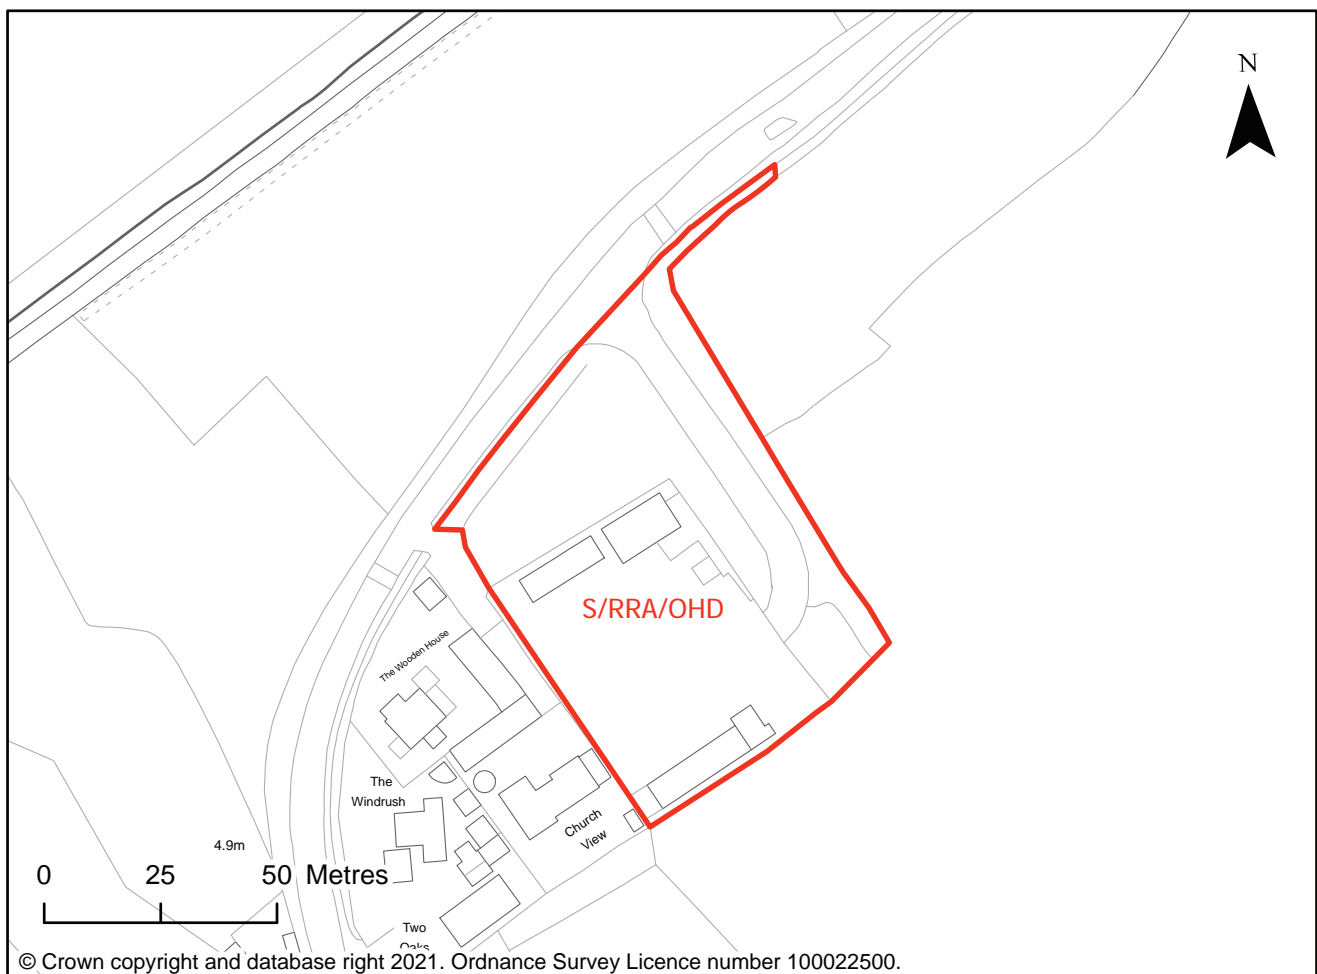 N
S/RRA/OHD
The Wooden House
The
Windrush
Church
View
4.9m
0 25 50 Metres
Two
Oaks
© Crown copyright and database right 2021. Ordnance Survey Licence number 100022500.